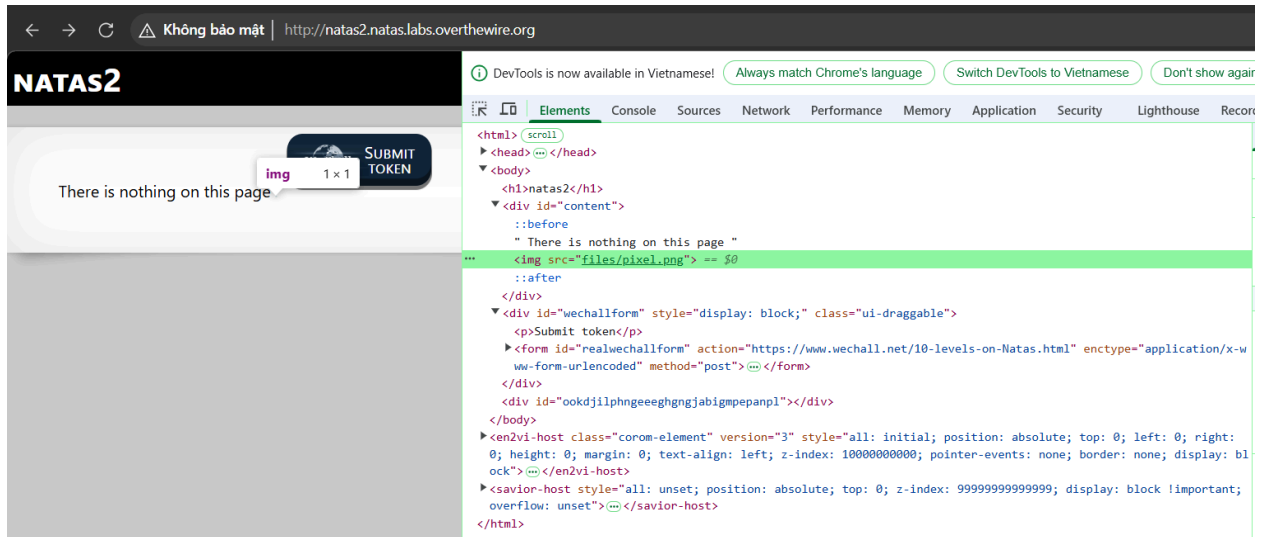 Không bảo mật http://natas2.natas.labs.overthewire.org
NATAS2
SUBMIT
TOKEN
img 1 × 1
There is nothing on this page
DevTools is now available in Vietnamese! Always match Chrome's language Switch DevTools to Vietnamese Don't show again
Elements Console Sources Network Performance Memory Application Security Lighthouse Recor
<html> scroll
<head> … </head>
<body>
<h1>natas2</h1>
<div id="content">
::before
" There is nothing on this page "
… <img src="files/pixel.png"> == $0
::after
</div>
<div id="wechallform" style="display: block;" class="ui-draggable">
<p>Submit token</p>
<form id="realwechallform" action="https://www.wechall.net/10-levels-on-Natas.html" enctype="application/x-w
ww-form-urlencoded" method="post"> … </form>
</div>
<div id="ookdjilphngeeeghgngjabigmpepanpl"></div>
</body>
<en2vi-host class="corom-element" version="3" style="all: initial; position: absolute; top: 0; left: 0; right:
0; height: 0; margin: 0; text-align: left; z-index: 10000000000; pointer-events: none; border: none; display: bl
ock"> … </en2vi-host>
<savior-host style="all: unset; position: absolute; top: 0; z-index: 99999999999999; display: block !important;
overflow: unset"> … </savior-host>
</html>